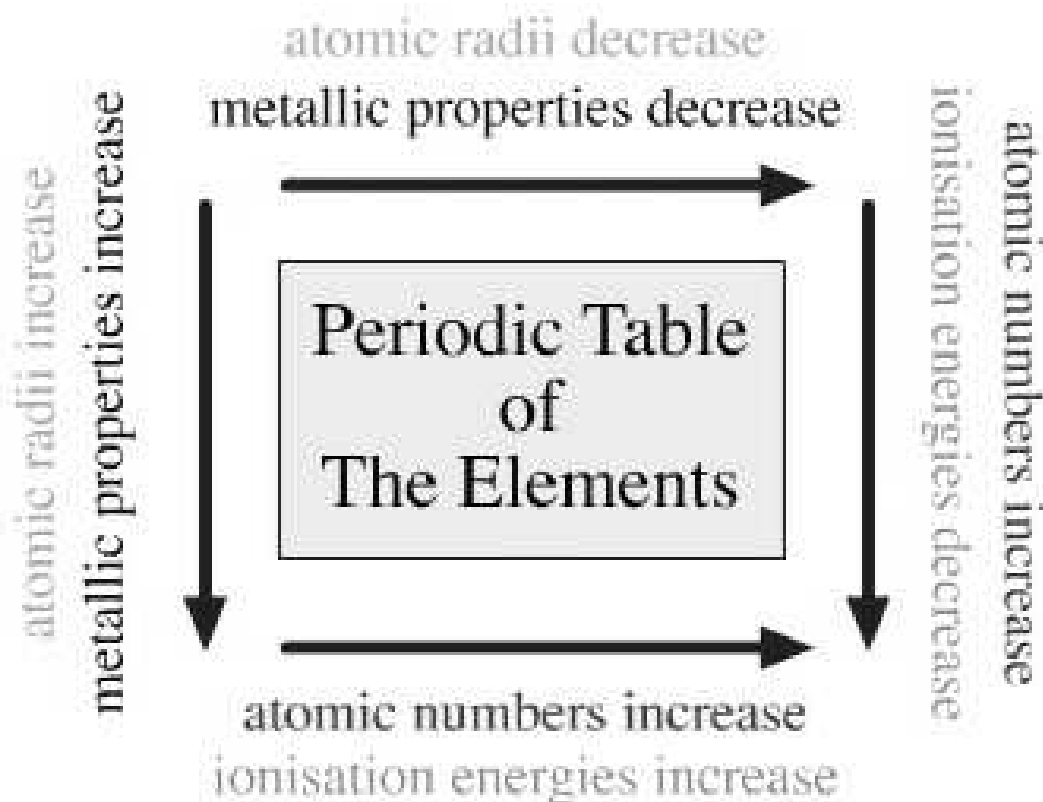 atomic radii decrease
metallic properties decrease
atomic radii increase
metallic properties increase
Periodic Table
of
The Elements
ionisation energies decrease
atomic numbers increase
atomic numbers increase
ionisation energies increase